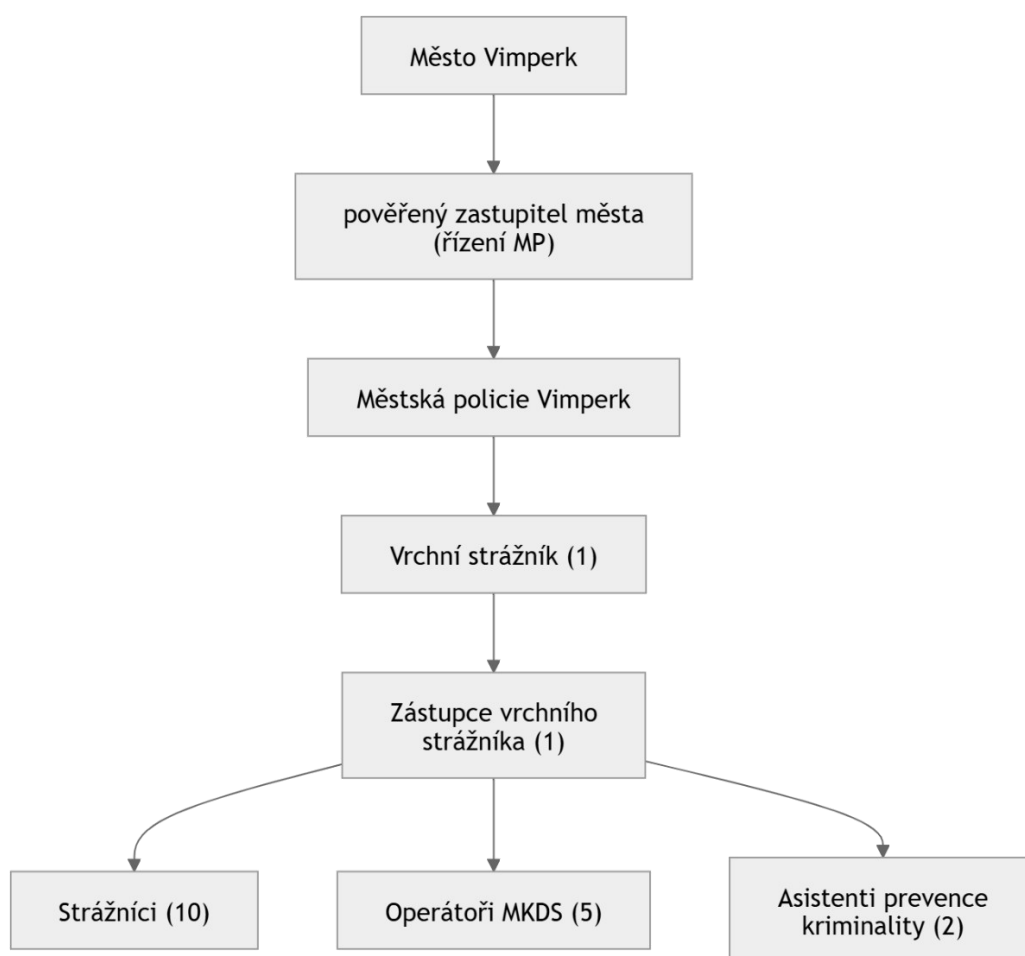 Město Vimperk
pověřený zastupitel města
(řízení MP)
Městská policie Vimperk
Vrchní strážník (1)
Zástupce vrchního
strážníka (1)
Strážníci (10)
Operátoři MKDS (5)
Asistenti prevence
kriminality (2)